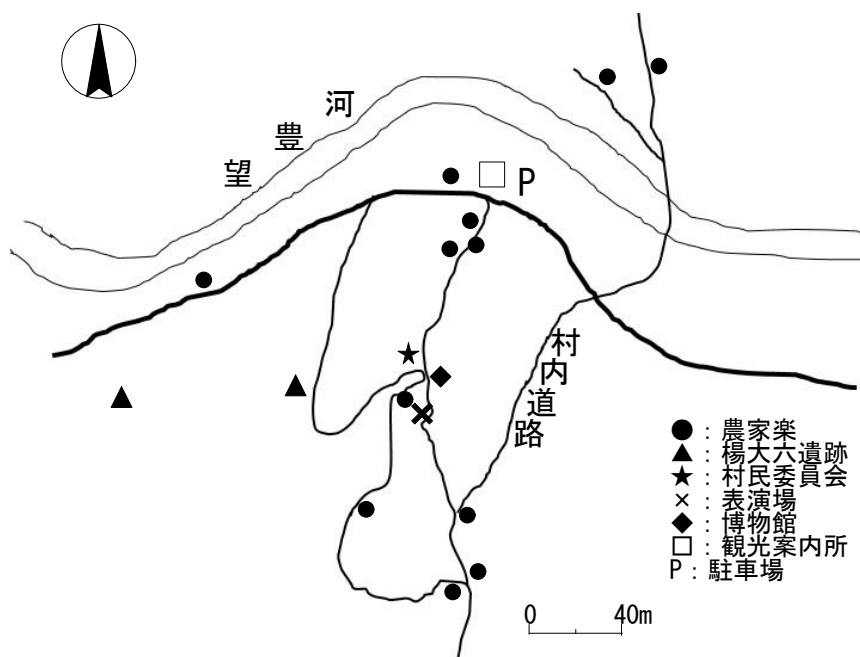 望豊河
P
村内道路
●：農家楽
▲：楊大六遺跡
★：村民委員会
×：表演場
◆：博物館
□：観光案内所
P：駐車場
0 40m